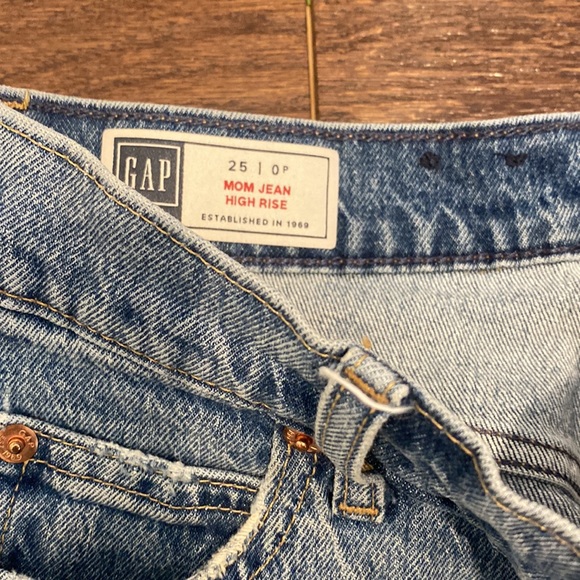 GAP
25 | 0P
MOM JEAN
HIGH RISE
ESTABLISHED IN 1969